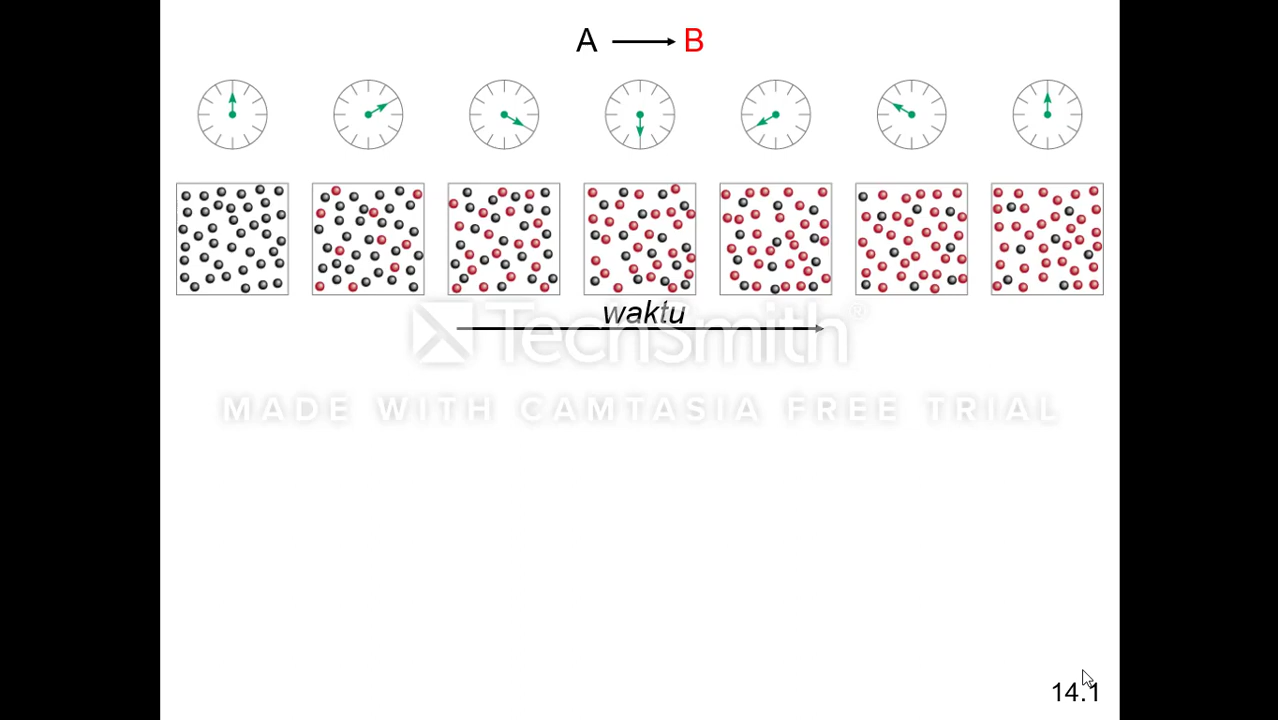 A → B
waktu
TechSmith®
MADE WITH CAMTASIA FREE TRIAL
14.1